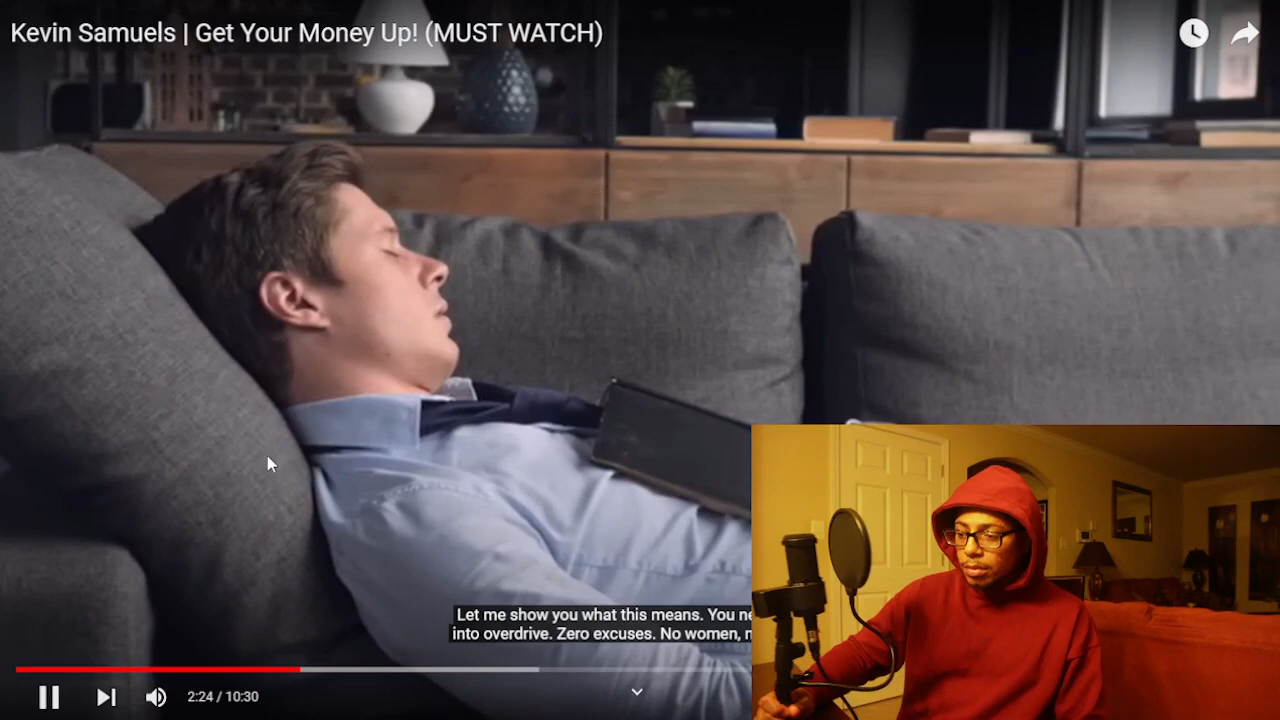 Kevin Samuels | Get Your Money Up! (MUST WATCH)
Let me show you what this means. You
into overdrive. Zero excuses. No women,
2:24 / 10:30